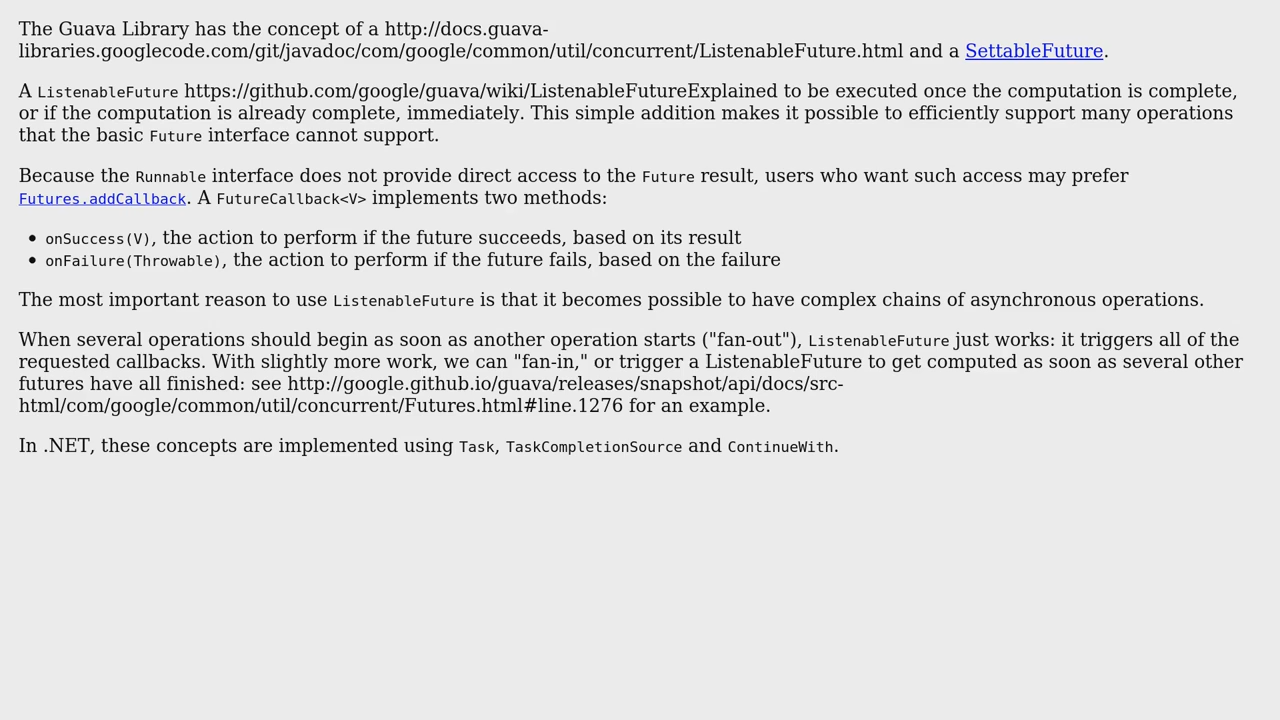 The Guava Library has the concept of a http://docs.guava-
libraries.googlecode.com/git/javadoc/com/google/common/util/concurrent/ListenableFuture.html and a SettableFuture.
A ListenableFuture https://github.com/google/guava/wiki/ListenableFutureExplained to be executed once the computation is complete,
or if the computation is already complete, immediately. This simple addition makes it possible to efficiently support many operations
that the basic Future interface cannot support.
Because the Runnable interface does not provide direct access to the Future result, users who want such access may prefer
Futures.addCallback. A FutureCallback<V> implements two methods:
• onSuccess(V), the action to perform if the future succeeds, based on its result
• onFailure(Throwable), the action to perform if the future fails, based on the failure
The most important reason to use ListenableFuture is that it becomes possible to have complex chains of asynchronous operations.
When several operations should begin as soon as another operation starts ("fan-out"), ListenableFuture just works: it triggers all of the
requested callbacks. With slightly more work, we can "fan-in," or trigger a ListenableFuture to get computed as soon as several other
futures have all finished: see http://google.github.io/guava/releases/snapshot/api/docs/src-
html/com/google/common/util/concurrent/Futures.html#line.1276 for an example.
In .NET, these concepts are implemented using Task, TaskCompletionSource and ContinueWith.